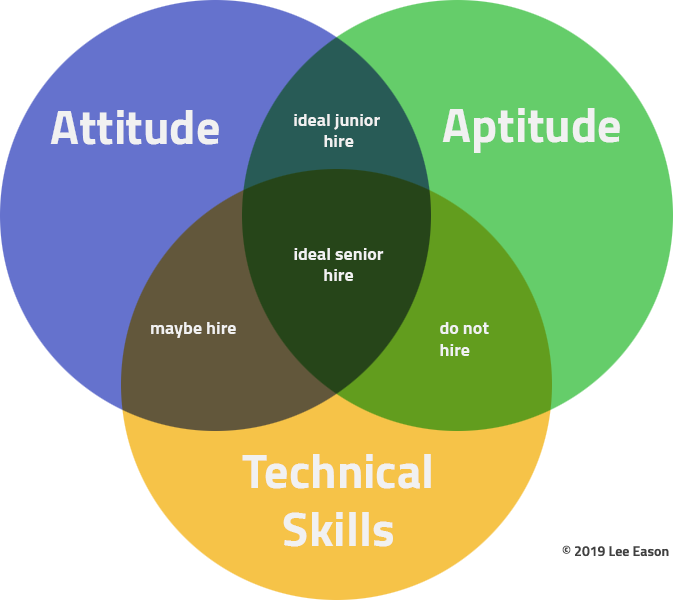 Attitude
Aptitude
ideal junior
hire
ideal senior
hire
maybe hire
do not
hire
Technical
Skills
© 2019 Lee Eason